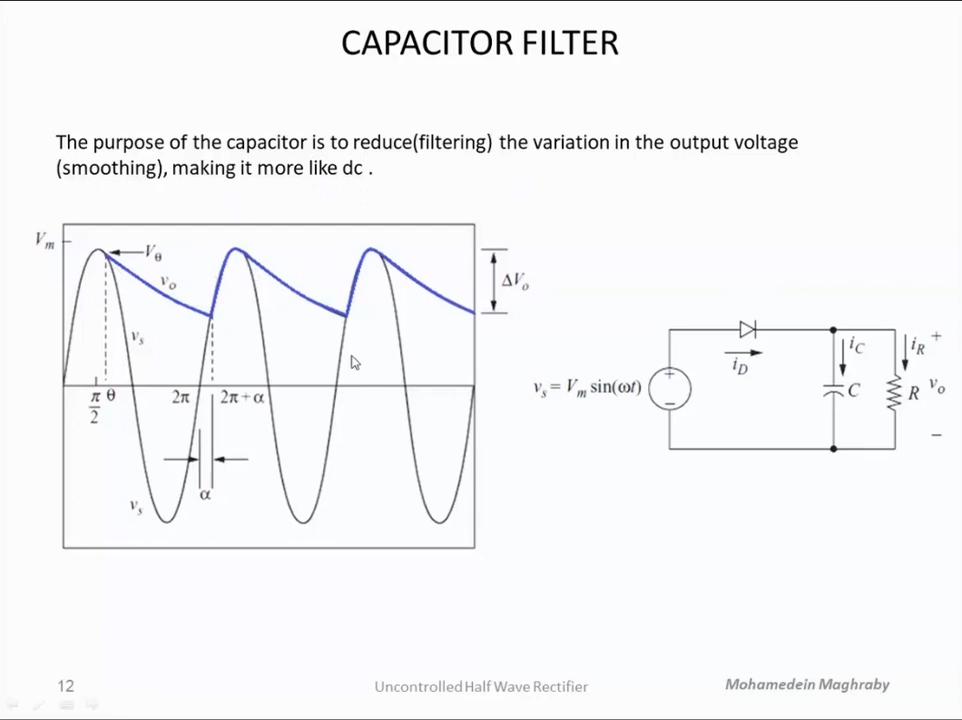 CAPACITOR FILTER
The purpose of the capacitor is to reduce(filtering) the variation in the output voltage
(smoothing), making it more like dc .
Vm
Vθ
vo
vs
ΔVo
π/2 θ 2π 2π+α
α
vs
vs = Vm sin(ωt)
+
−
iD
iC
C
iR
R
+
vo
−
12
Uncontrolled Half Wave Rectifier
Mohamedein Maghraby